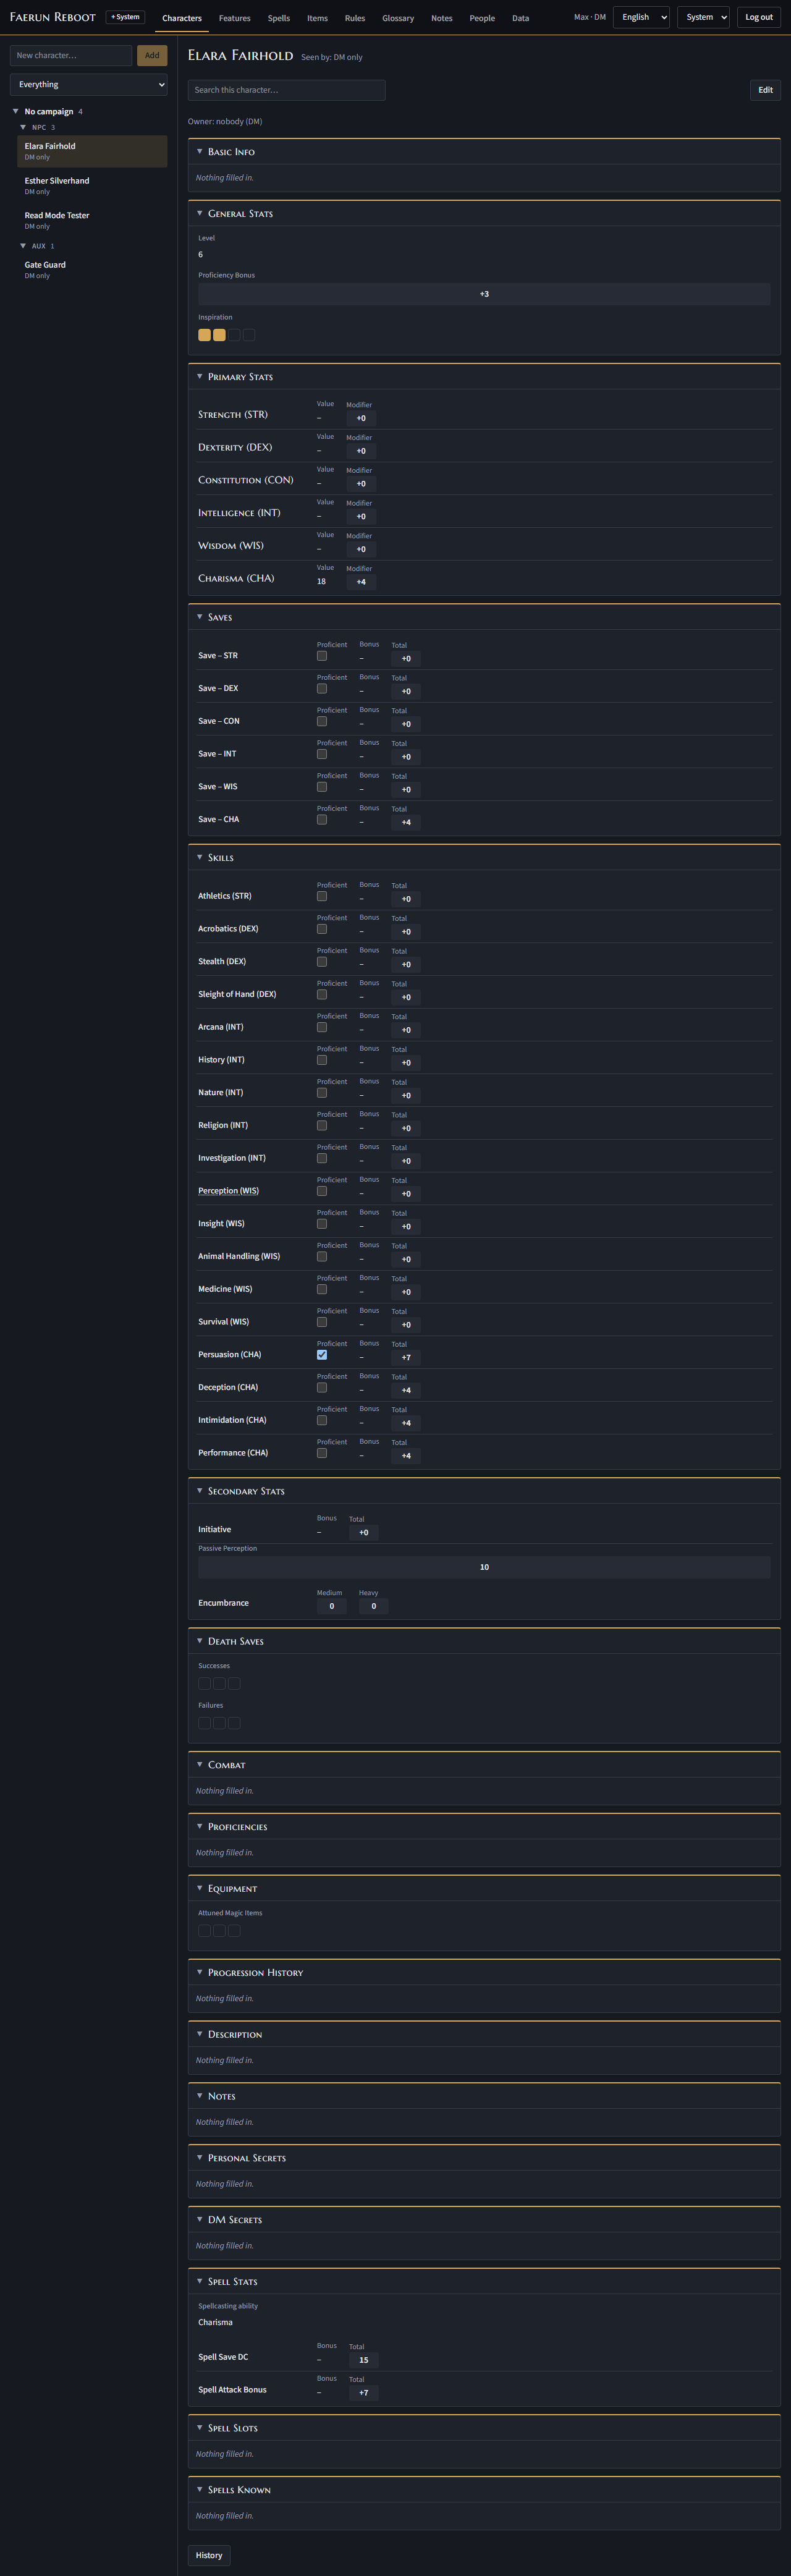 Faerun Reboot + System Characters Features Spells Items Rules Glossary Notes People Data Max · DM English System Log out
New character… Add
Everything
No campaign 4
NPC 3
Elara Fairhold
DM only
Esther Silverhand
DM only
Read Mode Tester
DM only
AUX 1
Gate Guard
DM only
Elara Fairhold Seen by: DM only
Search this character… Edit
Owner: nobody (DM)
Basic Info
Nothing filled in.
General Stats
Level
6
Proficiency Bonus
+3
Inspiration
Primary Stats
Value Modifier
Strength (STR) – +0
Value Modifier
Dexterity (DEX) – +0
Value Modifier
Constitution (CON) – +0
Value Modifier
Intelligence (INT) – +0
Value Modifier
Wisdom (WIS) – +0
Value Modifier
Charisma (CHA) 18 +4
Saves
Proficient Bonus Total
Save – STR – +0
Proficient Bonus Total
Save – DEX – +0
Proficient Bonus Total
Save – CON – +0
Proficient Bonus Total
Save – INT – +0
Proficient Bonus Total
Save – WIS – +0
Proficient Bonus Total
Save – CHA – +4
Skills
Proficient Bonus Total
Athletics (STR) – +0
Proficient Bonus Total
Acrobatics (DEX) – +0
Proficient Bonus Total
Stealth (DEX) – +0
Proficient Bonus Total
Sleight of Hand (DEX) – +0
Proficient Bonus Total
Arcana (INT) – +0
Proficient Bonus Total
History (INT) – +0
Proficient Bonus Total
Nature (INT) – +0
Proficient Bonus Total
Religion (INT) – +0
Proficient Bonus Total
Investigation (INT) – +0
Proficient Bonus Total
Perception (WIS) – +0
Proficient Bonus Total
Insight (WIS) – +0
Proficient Bonus Total
Animal Handling (WIS) – +0
Proficient Bonus Total
Medicine (WIS) – +0
Proficient Bonus Total
Survival (WIS) – +0
Proficient Bonus Total
Persuasion (CHA) – +7
Proficient Bonus Total
Deception (CHA) – +4
Proficient Bonus Total
Intimidation (CHA) – +4
Proficient Bonus Total
Performance (CHA) – +4
Secondary Stats
Bonus Total
Initiative – +0
Passive Perception
10
Medium Heavy
Encumbrance 0 0
Death Saves
Successes
Failures
Combat
Nothing filled in.
Proficiencies
Nothing filled in.
Equipment
Attuned Magic Items
Progression History
Nothing filled in.
Description
Nothing filled in.
Notes
Nothing filled in.
Personal Secrets
Nothing filled in.
DM Secrets
Nothing filled in.
Spell Stats
Spellcasting ability
Charisma
Bonus Total
Spell Save DC – 15
Bonus Total
Spell Attack Bonus – +7
Spell Slots
Nothing filled in.
Spells Known
Nothing filled in.
History